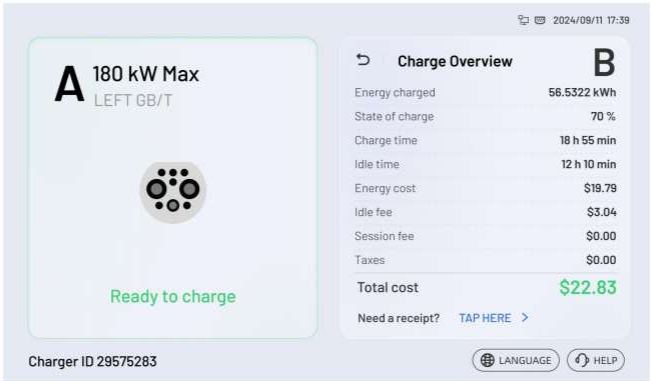 2024/09/11 17:39
A
180 kW Max
LEFT GB/T
Ready to charge
Charge Overview
B
Energy charged 56.5322 kWh
State of charge 70 %
Charge time 18 h 55 min
Idle time 12 h 10 min
Energy cost $19.79
Idle fee $3.04
Session fee $0.00
Taxes $0.00
Total cost $22.83
Need a receipt? TAP HERE >
Charger ID 29575283
LANGUAGE
HELP